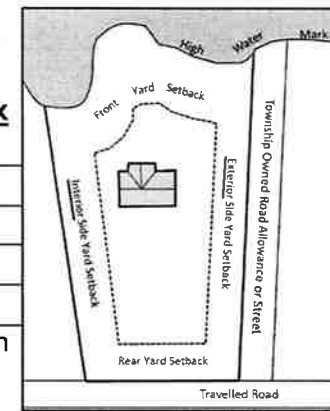 High Water Mark
Front Yard Setback
Interior Side Yard Setback
Exterior Side Yard Setback
Township Owned Road Allowance or Street
Rear Yard Setback
Travelled Road